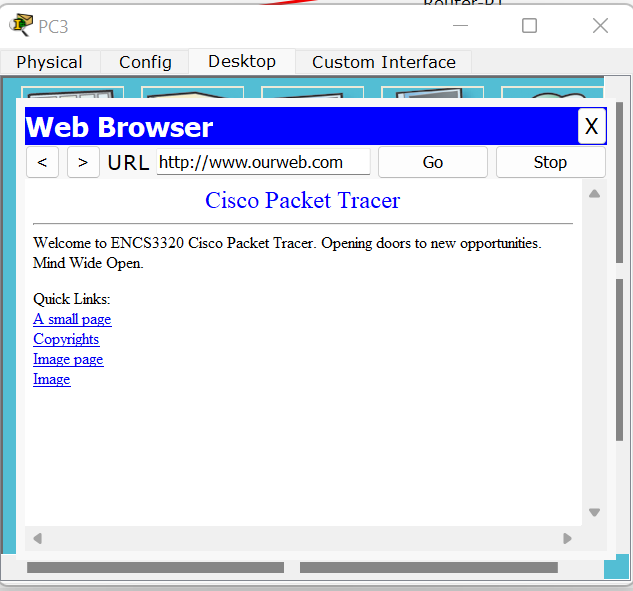 Router-PT
PC3
Physical Config Desktop Custom Interface
Web Browser X
< > URL http://www.ourweb.com Go Stop
Cisco Packet Tracer
Welcome to ENCS3320 Cisco Packet Tracer. Opening doors to new opportunities.
Mind Wide Open.
Quick Links:
A small page
Copyrights
Image page
Image